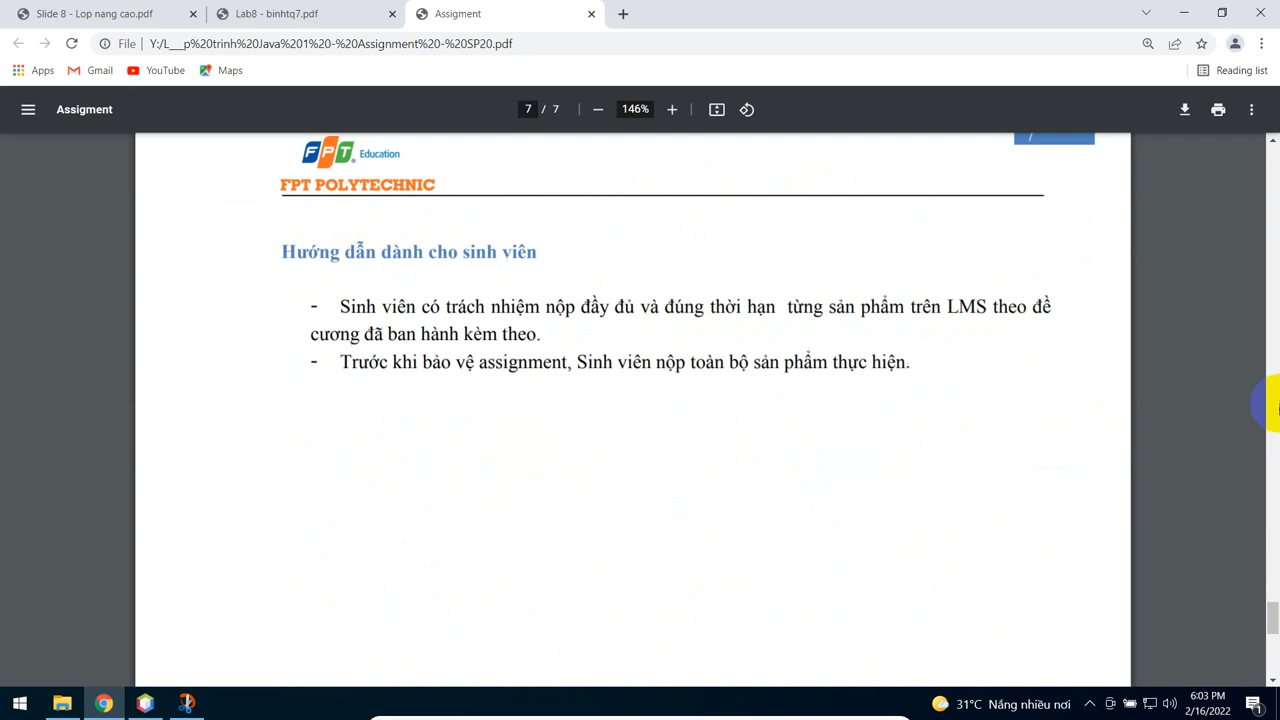 Slide 8 - Lop nang cao.pdf
Lab8 - binhtq7.pdf
Assigment
File
Y:/L___p%20trinh%20Java%201%20-%20Assignment%20-%20SP20.pdf
Apps
Gmail
YouTube
Maps
Reading list
Assigment
7 / 7
146%
FPT Education
FPT POLYTECHNIC
Hướng dẫn dành cho sinh viên
- Sinh viên có trách nhiệm nộp đầy đủ và đúng thời hạn từng sản phẩm trên LMS theo đề
cương đã ban hành kèm theo.
- Trước khi bảo vệ assignment, Sinh viên nộp toàn bộ sản phẩm thực hiện.
31°C Nắng nhiều nơi
6:03 PM
2/16/2022
1